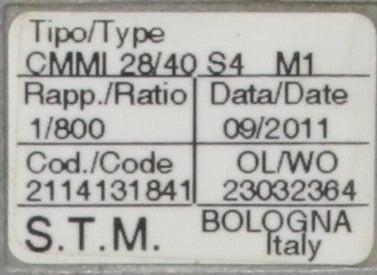 Tipo/Type
CMMI 28/40 S4 M1
Rapp./Ratio Data/Date
1/800 09/2011
Cod./Code OL/WO
2114131841 23032364
S.T.M. BOLOGNA
Italy